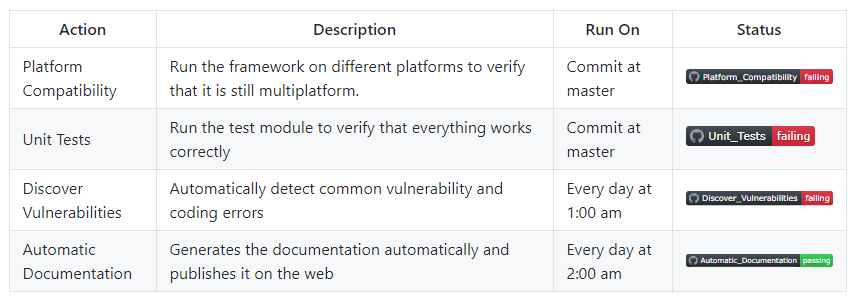 Action Description Run On Status
Platform Run the framework on different platforms to verify Commit at
Compatibility that it is still multiplatform. master Platform_Compatibility failing
Unit Tests Run the test module to verify that everything works Commit at Unit_Tests failing
correctly master
Discover Automatically detect common vulnerability and Every day at Discover_Vulnerabilities failing
Vulnerabilities coding errors 1:00 am
Automatic Generates the documentation automatically and Every day at Automatic_Documentation passing
Documentation publishes it on the web 2:00 am